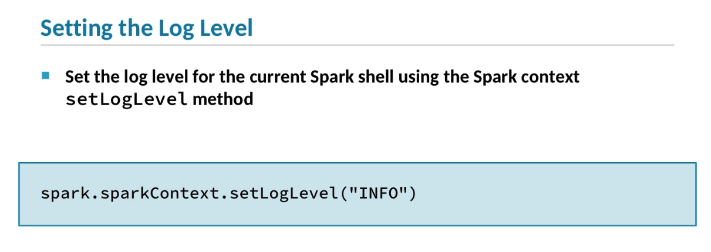 Setting the Log Level
Set the log level for the current Spark shell using the Spark context
setLogLevel method
spark.sparkContext.setLogLevel("INFO")